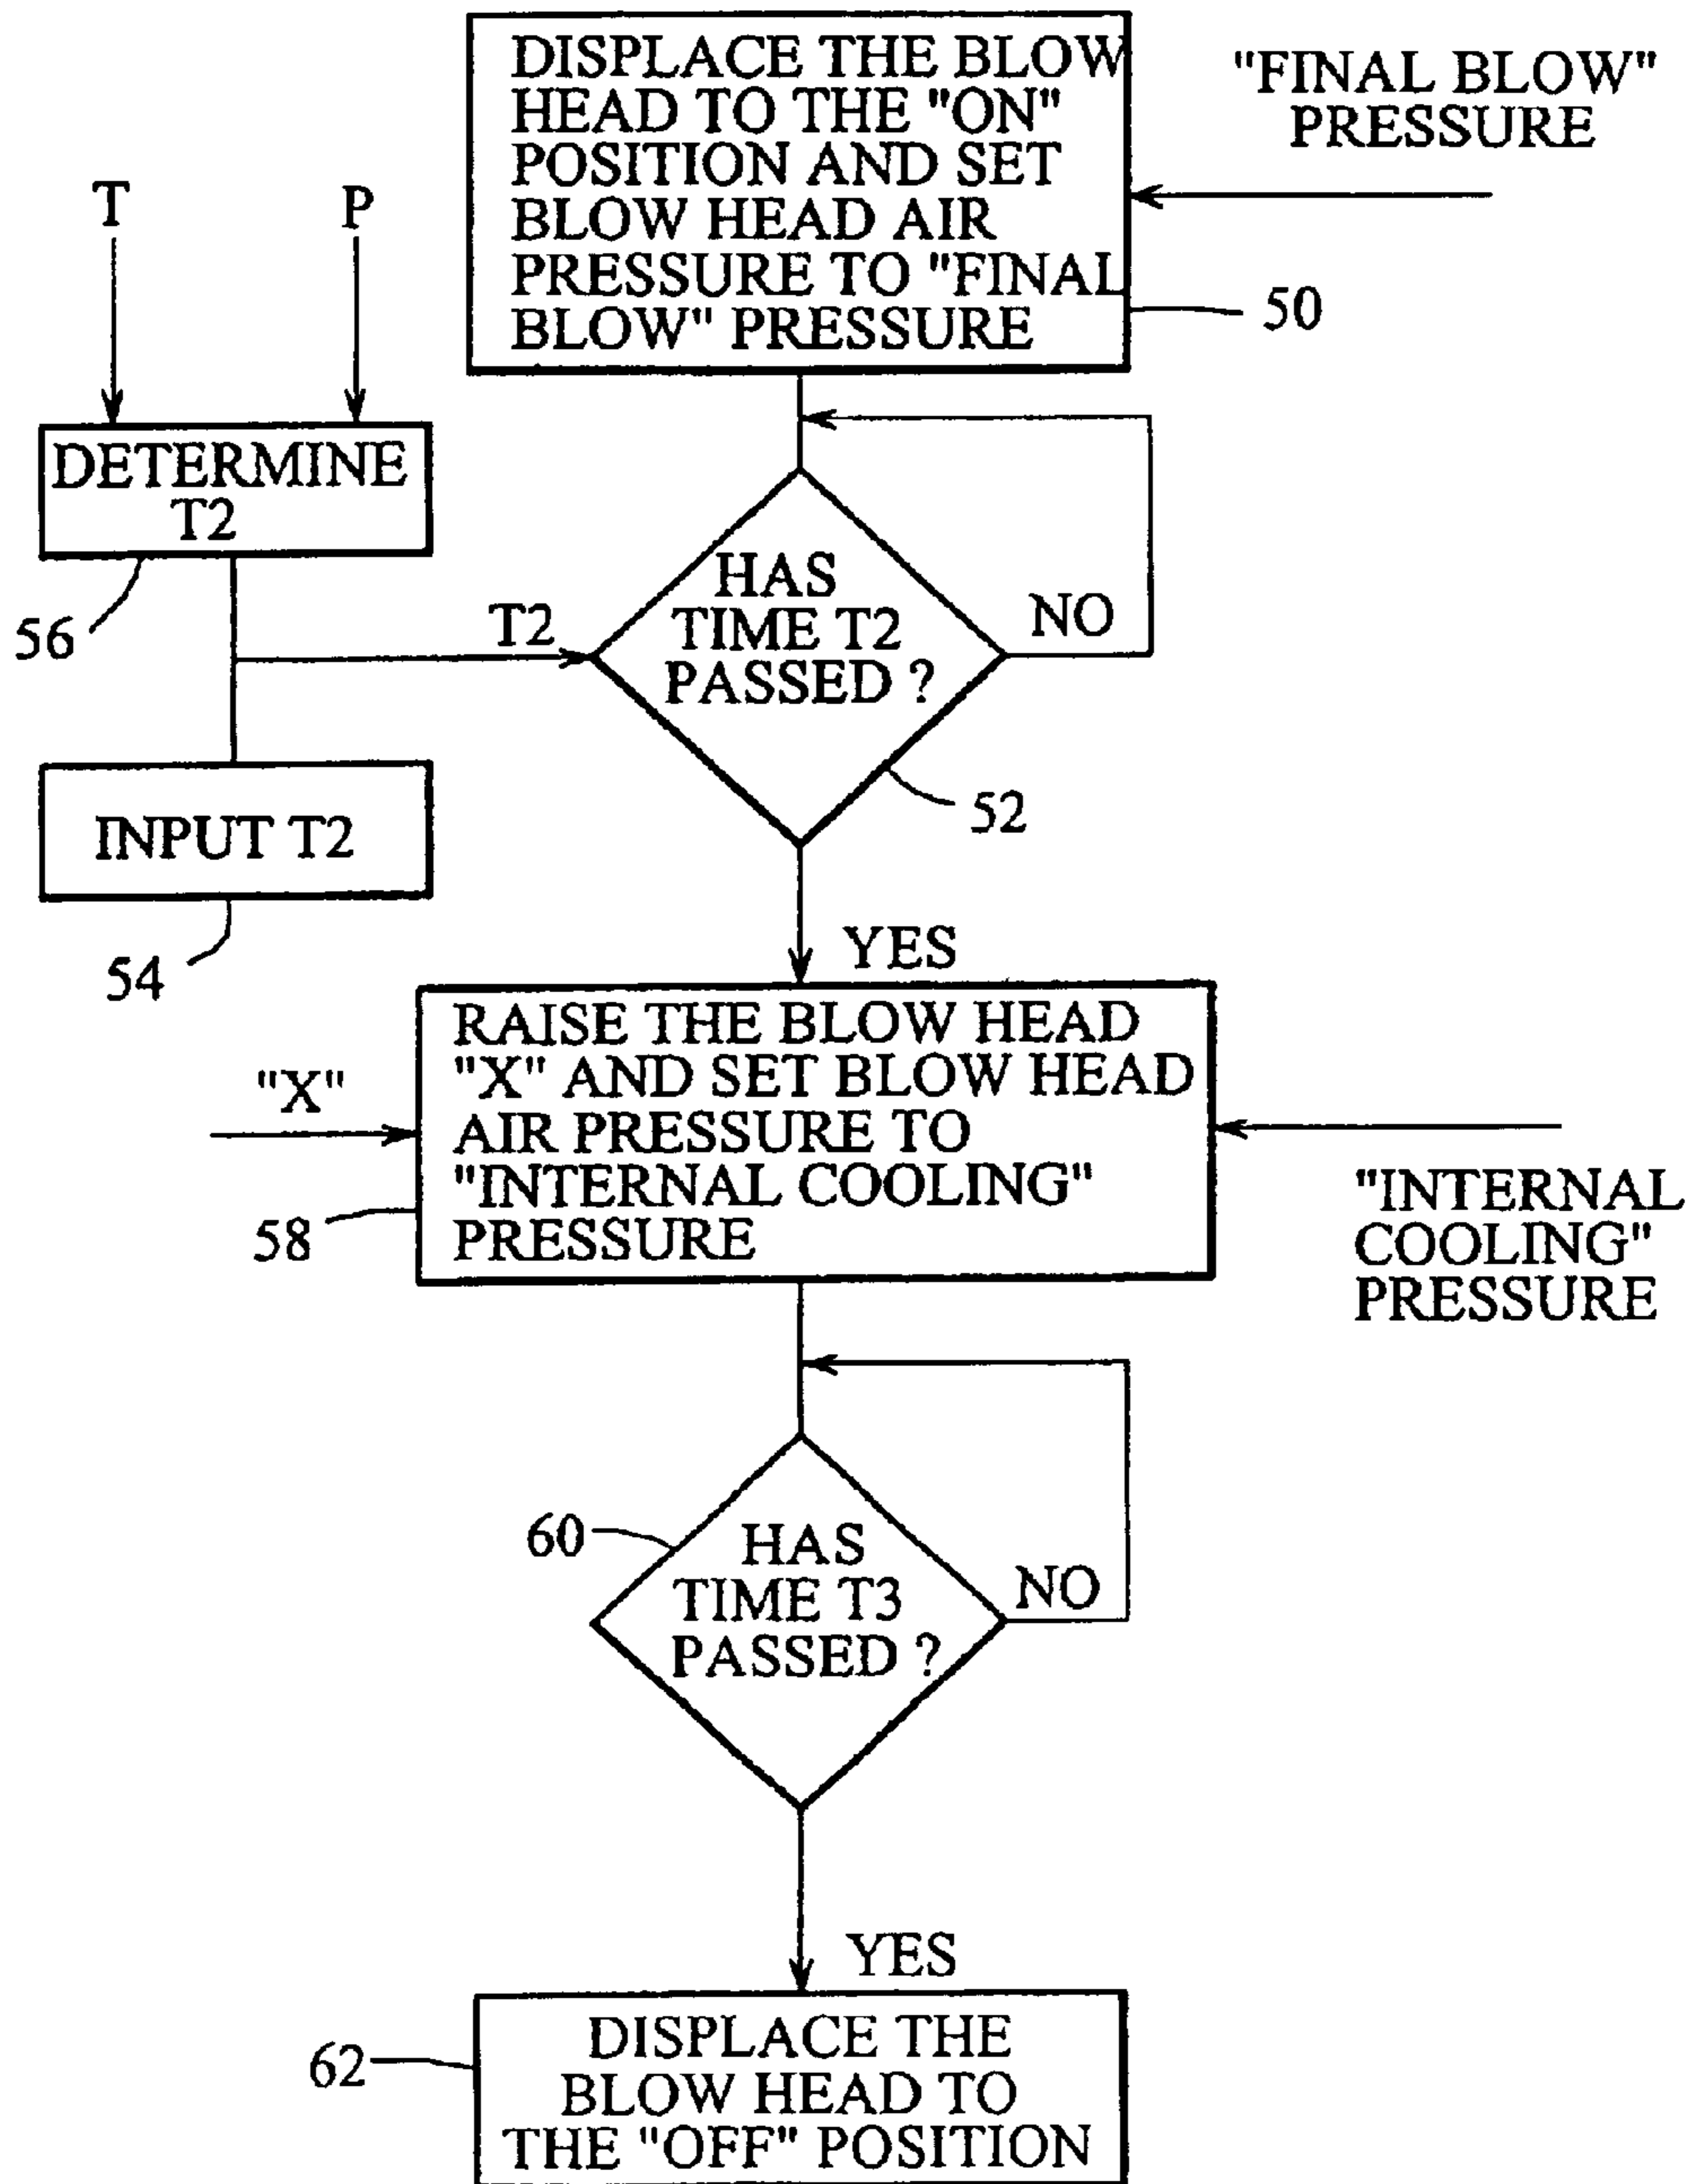 DISPLACE THE BLOW
HEAD TO THE "ON"
POSITION AND SET
BLOW HEAD AIR
PRESSURE TO "FINAL
BLOW" PRESSURE
"FINAL BLOW"
PRESSURE
50
T
P
DETERMINE
T2
56
T2
HAS
TIME T2
PASSED ?
NO
52
INPUT T2
54
YES
RAISE THE BLOW HEAD
"X" AND SET BLOW HEAD
AIR PRESSURE TO
"INTERNAL COOLING"
PRESSURE
"X"
58
"INTERNAL
COOLING"
PRESSURE
60
HAS
TIME T3
PASSED ?
NO
YES
62
DISPLACE THE
BLOW HEAD TO
THE "OFF" POSITION